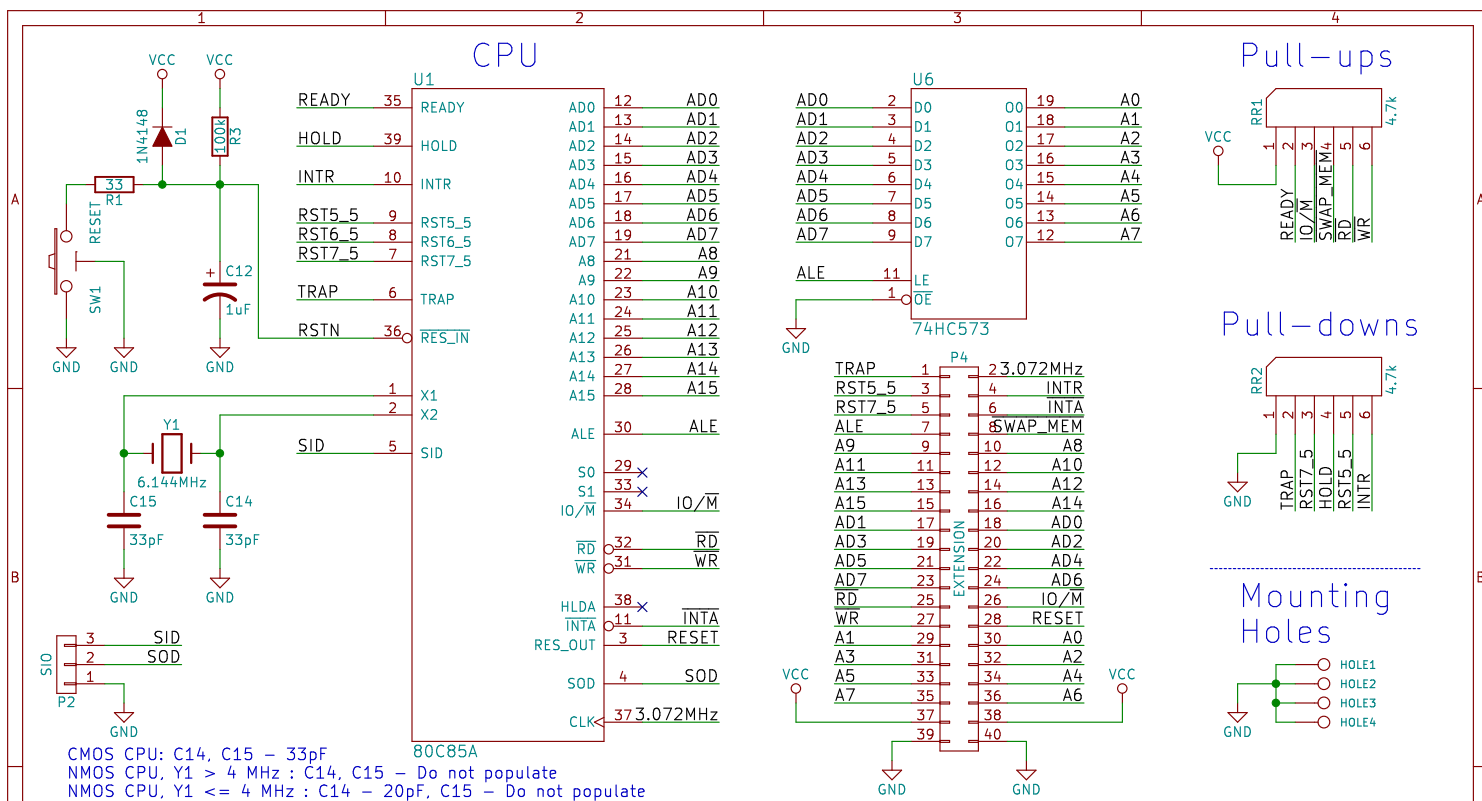 1 2 3 4
CPU
Pull-ups
VCC VCC
1N4148
D1
100k
R3
33
R1
RESET
SW1
+ C12
1uF
GND GND GND
U1
READY 35 READY
HOLD 39 HOLD
INTR 10 INTR
RST5_5 9 RST5_5
RST6_5 8 RST6_5
RST7_5 7 RST7_5
TRAP 6 TRAP
RSTN 36 RES_IN
1 X1
2 X2
SID 5 SID
AD0 12 AD0
AD1 13 AD1
AD2 14 AD2
AD3 15 AD3
AD4 16 AD4
AD5 17 AD5
AD6 18 AD6
AD7 19 AD7
A8 21 A8
A9 22 A9
A10 23 A10
A11 24 A11
A12 25 A12
A13 26 A13
A14 27 A14
A15 28 A15
ALE 30 ALE
S0 29
S1 33
IO/M 34 IO/M
RD 32 RD
WR 31 WR
HLDA 38
INTA 11 INTA
RES_OUT 3 RESET
SOD 4 SOD
CLK 37 3.072MHz
80C85A
Y1
6.144MHz
C15 C14
33pF 33pF
GND GND
SIO
3 SID
2 SOD
1
P2
GND
U6
AD0 2 D0 O0 19 A0
AD1 3 D1 O1 18 A1
AD2 4 D2 O2 17 A2
AD3 5 D3 O3 16 A3
AD4 6 D4 O4 15 A4
AD5 7 D5 O5 14 A5
AD6 8 D6 O6 13 A6
AD7 9 D7 O7 12 A7
ALE 11 LE
1 OE
GND
74HC573
P4
EXTENSION
TRAP 1 2 3.072MHz
RST5_5 3 4 INTR
RST7_5 5 6 INTA
ALE 7 8 SWAP_MEM
A9 9 10 A8
A11 11 12 A10
A13 13 14 A12
A15 15 16 A14
AD1 17 18 AD0
AD3 19 20 AD2
AD5 21 22 AD4
AD7 23 24 AD6
RD 25 26 IO/M
WR 27 28 RESET
A1 29 30 A0
A3 31 32 A2
A5 33 34 A4
A7 35 36 A6
VCC 37 38 VCC
39 40
GND GND
RR1
4.7k
VCC
1 2 3 4 5 6
READY
IO/M
SWAP_MEM
RD
WR
Pull-downs
RR2
4.7k
1 2 3 4 5 6
GND
TRAP
RST7_5
HOLD
RST5_5
INTR
Mounting
Holes
HOLE1
HOLE2
HOLE3
HOLE4
GND
A A
B B
CMOS CPU: C14, C15 - 33pF
NMOS CPU, Y1 > 4 MHz : C14, C15 - Do not populate
NMOS CPU, Y1 <= 4 MHz : C14 - 20pF, C15 - Do not populate